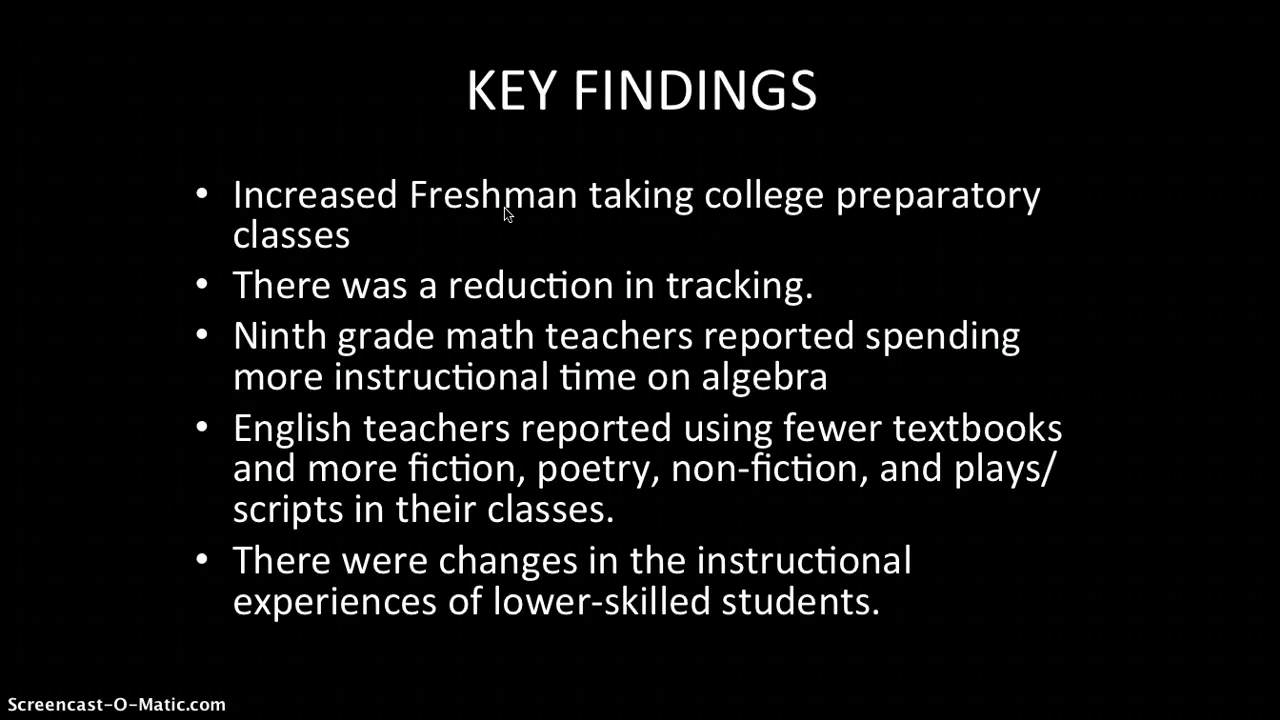 KEY FINDINGS
• Increased Freshman taking college preparatory
classes
• There was a reduction in tracking.
• Ninth grade math teachers reported spending
more instructional time on algebra
• English teachers reported using fewer textbooks
and more fiction, poetry, non-fiction, and plays/
scripts in their classes.
• There were changes in the instructional
experiences of lower-skilled students.
Screencast-O-Matic.com